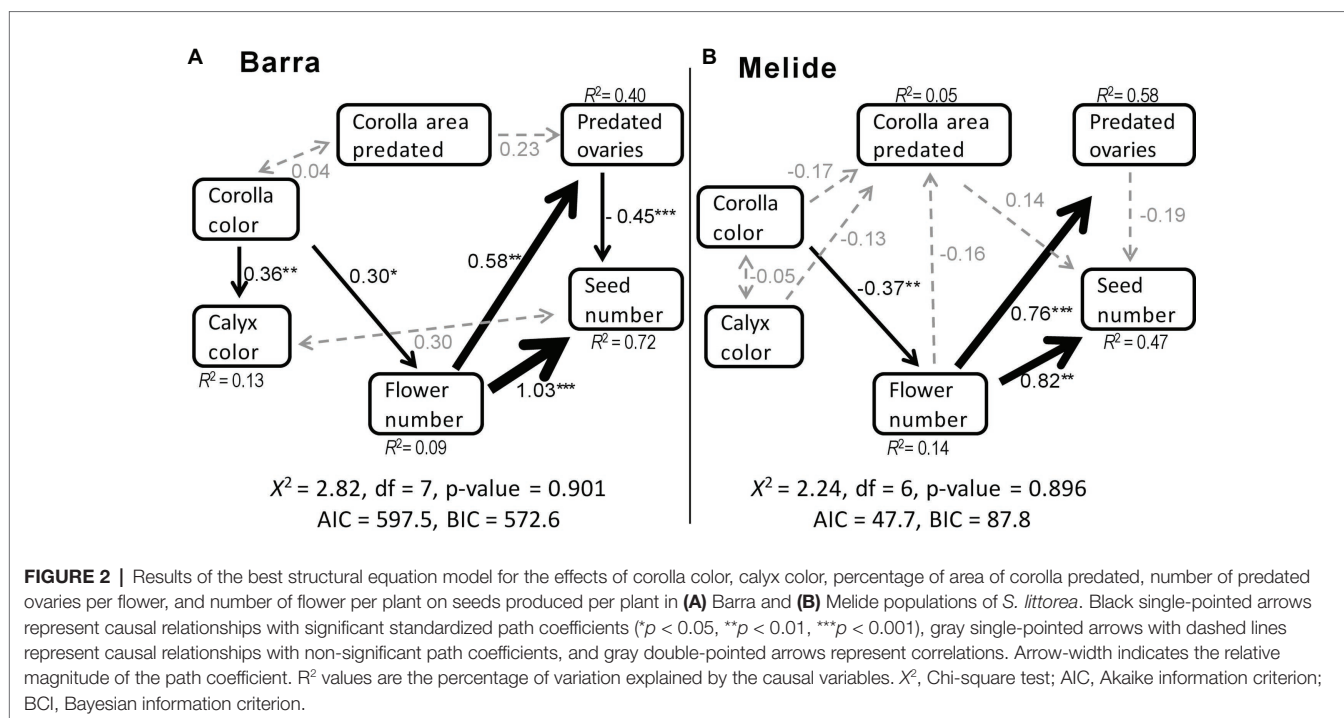 A Barra
R²= 0.40
Corolla area
predated
Predated
ovaries
0.23
0.04
Corolla
color
- 0.45***
0.36**
0.30*
0.58**
Seed
number
Calyx
color
0.30
R² = 0.72
R² = 0.13
1.03***
Flower
number
R²= 0.09
X² = 2.82, df = 7, p-value = 0.901
AIC = 597.5, BIC = 572.6
B Melide
R²= 0.05
R²= 0.58
Corolla area
predated
Predated
ovaries
-0.17
Corolla
color
0.14
-0.19
-0.13
-0.16
-0.05
-0.37**
Seed
number
Calyx
color
0.76***
R² = 0.47
0.82**
Flower
number
R² = 0.14
X² = 2.24, df = 6, p-value = 0.896
AIC = 47.7, BIC = 87.8
FIGURE 2 | Results of the best structural equation model for the effects of corolla color, calyx color, percentage of area of corolla predated, number of predated
ovaries per flower, and number of flower per plant on seeds produced per plant in (A) Barra and (B) Melide populations of S. littorea. Black single-pointed arrows
represent causal relationships with significant standardized path coefficients (*p < 0.05, **p < 0.01, ***p < 0.001), gray single-pointed arrows with dashed lines
represent causal relationships with non-significant path coefficients, and gray double-pointed arrows represent correlations. Arrow-width indicates the relative
magnitude of the path coefficient. R² values are the percentage of variation explained by the causal variables. X², Chi-square test; AIC, Akaike information criterion;
BCI, Bayesian information criterion.